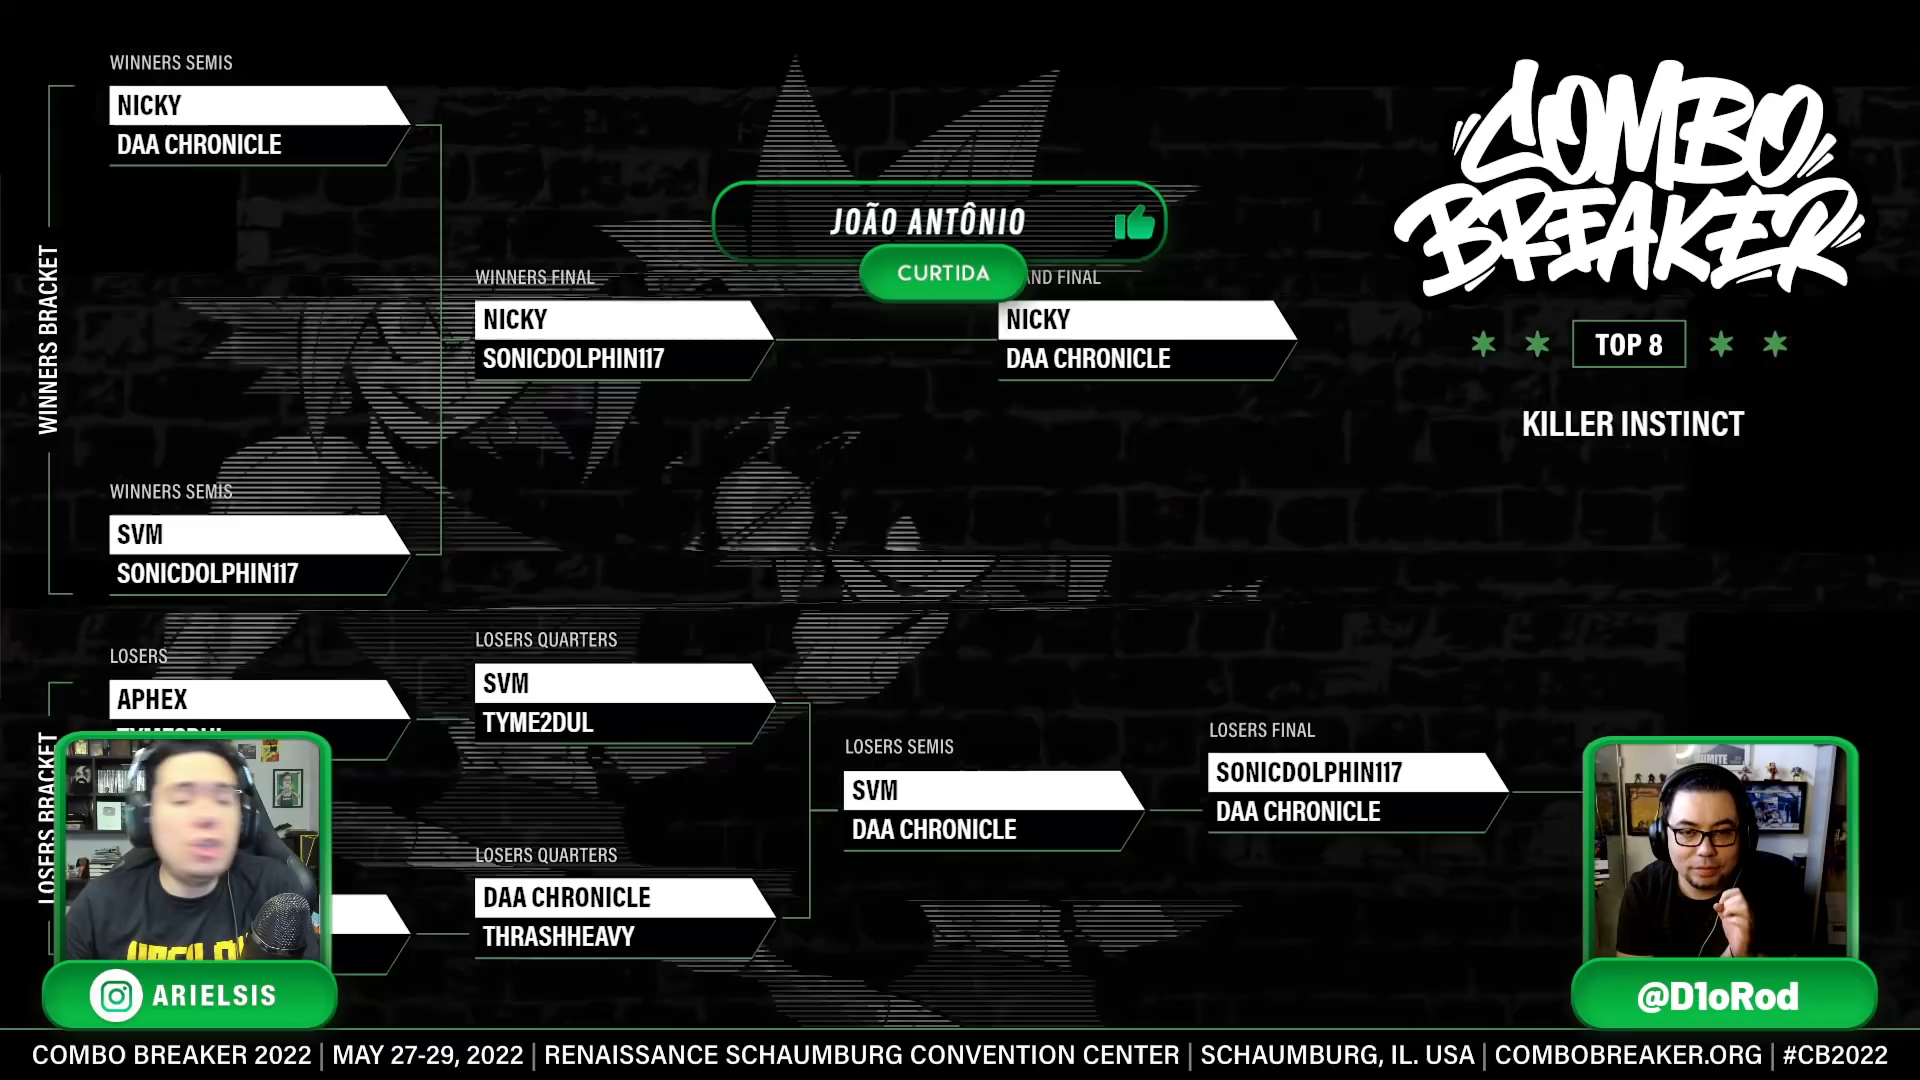 WINNERS SEMIS
NICKY
DAA CHRONICLE
COMBO
BREAKER
JOÃO ANTÔNIO
CURTIDA
WINNERS BRACKET
WINNERS FINAL
NICKY
SONICDOLPHIN117
AND FINAL
NICKY
DAA CHRONICLE
TOP 8
KILLER INSTINCT
WINNERS SEMIS
SVM
SONICDOLPHIN117
LOSERS BRACKET
LOSERS
APHEX
LOSERS QUARTERS
SVM
TYME2DUL
LOSERS QUARTERS
DAA CHRONICLE
THRASHHEAVY
LOSERS SEMIS
SVM
DAA CHRONICLE
LOSERS FINAL
SONICDOLPHIN117
DAA CHRONICLE
ARIELSIS
@D1oRod
COMBO BREAKER 2022 | MAY 27-29, 2022 | RENAISSANCE SCHAUMBURG CONVENTION CENTER | SCHAUMBURG, IL. USA | COMBOBREAKER.ORG | #CB2022